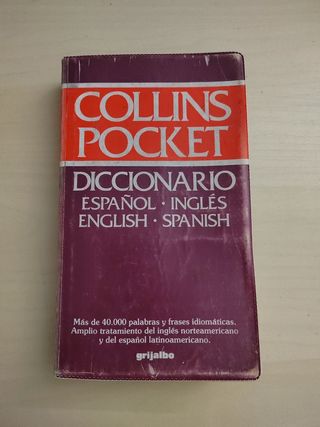 COLLINS
POCKET
DICCIONARIO
ESPAÑOL · INGLÉS
ENGLISH · SPANISH
Más de 40.000 palabras y frases idiomáticas.
Amplio tratamiento del inglés norteamericano
y del español latinoamericano.
grijalbo